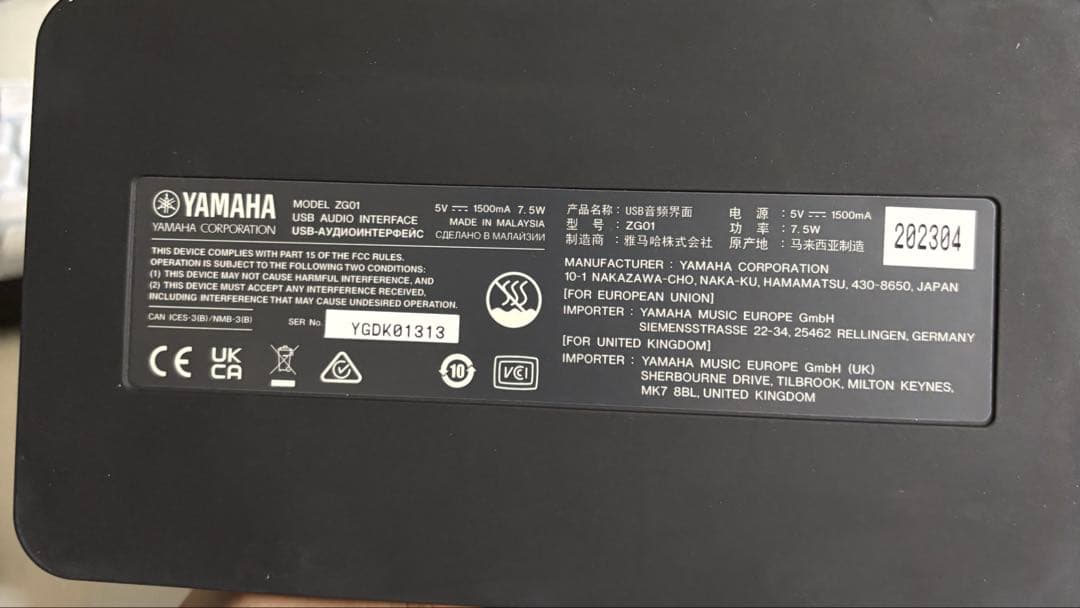 YAMAHA
YAMAHA CORPORATION
MODEL ZG01
USB AUDIO INTERFACE
USB-АУДИОИНТЕРФЕЙС
5V ⎓ 1500mA 7.5W
MADE IN MALAYSIA
СДЕЛАНО В МАЛАЙЗИИ
THIS DEVICE COMPLIES WITH PART 15 OF THE FCC RULES.
OPERATION IS SUBJECT TO THE FOLLOWING TWO CONDITIONS:
(1) THIS DEVICE MAY NOT CAUSE HARMFUL INTERFERENCE, AND
(2) THIS DEVICE MUST ACCEPT ANY INTERFERENCE RECEIVED,
INCLUDING INTERFERENCE THAT MAY CAUSE UNDESIRED OPERATION.
CAN ICES-3(B)/NMB-3(B)
SER No. YGDK01313
CE UK CA 10 VCI
产品名称：USB音频界面
型 号：ZG01
制造商：雅马哈株式会社
电 源：5V ⎓ 1500mA
功 率：7.5W
原产地：马来西亚制造
202304
MANUFACTURER : YAMAHA CORPORATION
10-1 NAKAZAWA-CHO, NAKA-KU, HAMAMATSU, 430-8650, JAPAN
[FOR EUROPEAN UNION]
IMPORTER : YAMAHA MUSIC EUROPE GmbH
SIEMENSSTRASSE 22-34, 25462 RELLINGEN, GERMANY
[FOR UNITED KINGDOM]
IMPORTER : YAMAHA MUSIC EUROPE GmbH (UK)
SHERBOURNE DRIVE, TILBROOK, MILTON KEYNES,
MK7 8BL, UNITED KINGDOM